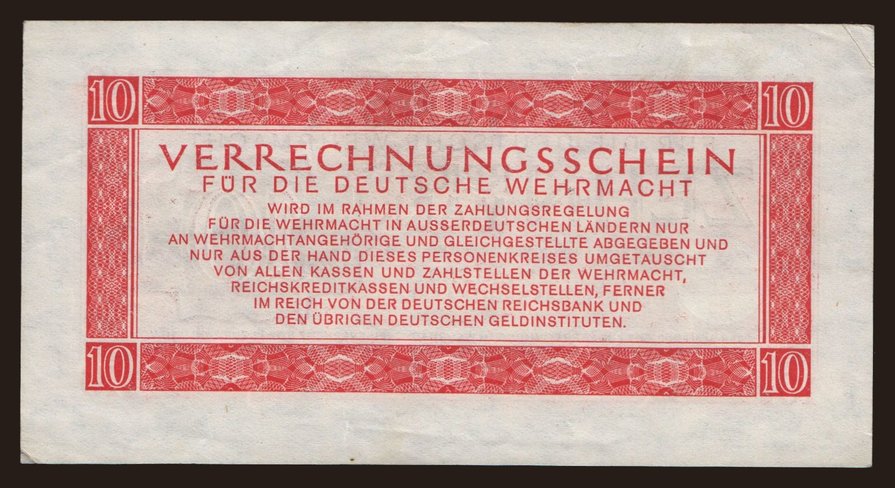 10 10
VERRECHNUNGSSCHEIN
FÜR DIE DEUTSCHE WEHRMACHT
WIRD IM RAHMEN DER ZAHLUNGSREGELUNG
FÜR DIE WEHRMACHT IN AUSSERDEUTSCHEN LÄNDERN NUR
AN WEHRMACHTANGEHÖRIGE UND GLEICHGESTELLTE ABGEGEBEN UND
NUR AUS DER HAND DIESES PERSONENKREISES UMGETAUSCHT
VON ALLEN KASSEN UND ZAHLSTELLEN DER WEHRMACHT,
REICHSKREDITKASSEN UND WECHSELSTELLEN, FERNER
IM REICH VON DER DEUTSCHEN REICHSBANK UND
DEN ÜBRIGEN DEUTSCHEN GELDINSTITUTEN.
10 10